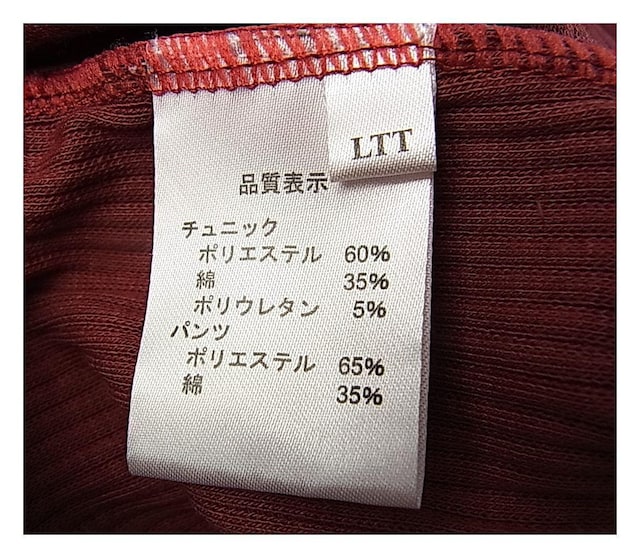 LTT
品質表示
チュニック
ポリエステル 60%
綿 35%
ポリウレタン 5%
パンツ
ポリエステル 65%
綿 35%